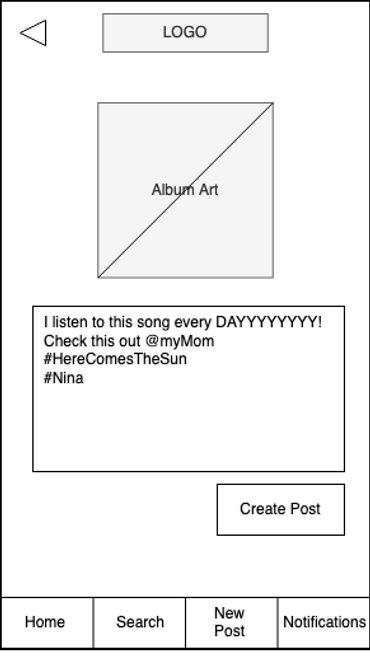 LOGO
Album Art
I listen to this song every DAYYYYYYYY!
Check this out @myMom
#HereComesTheSun
#Nina
Create Post
Home
Search
New
Post
Notifications